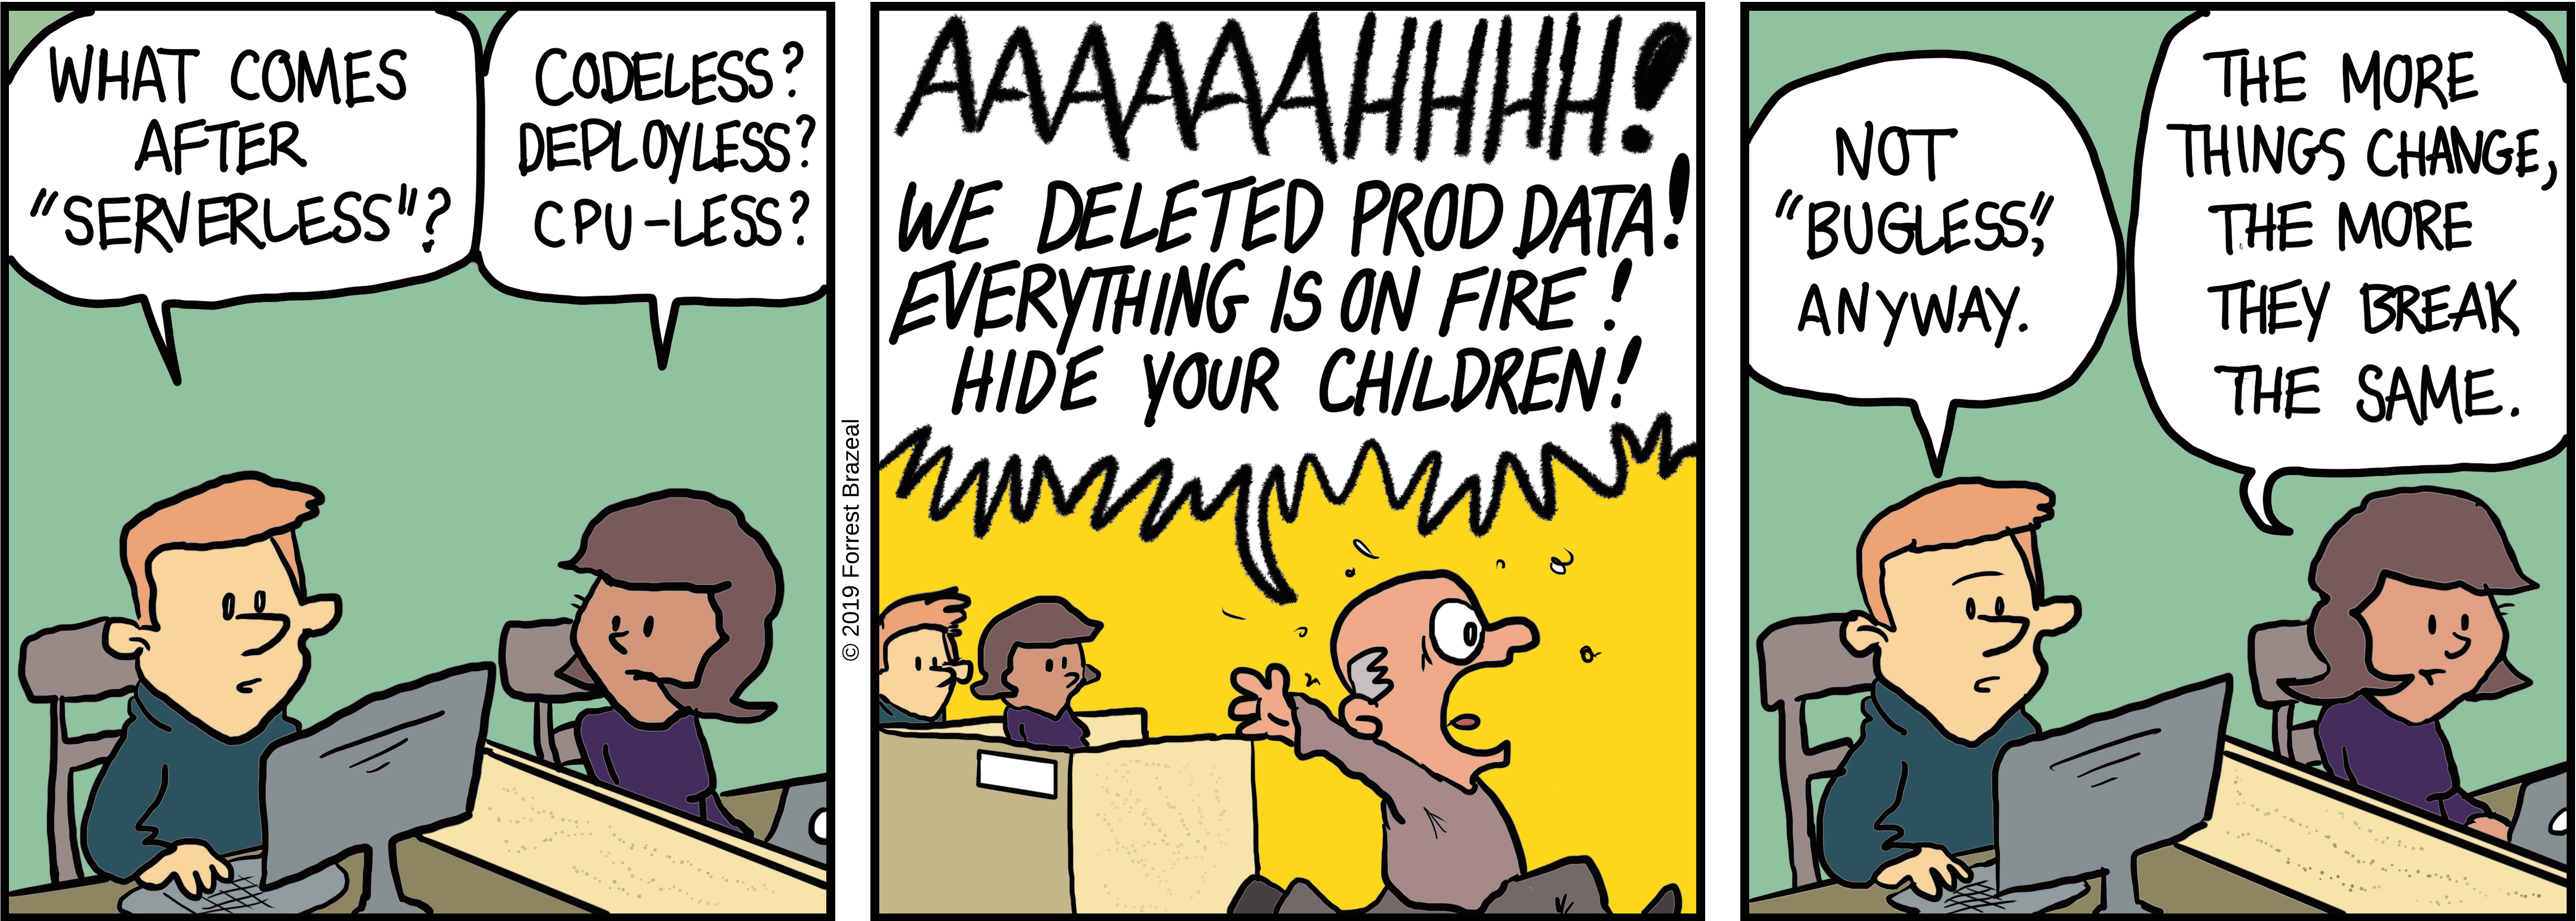 WHAT COMES
AFTER
"SERVERLESS"?
CODELESS?
DEPLOYLESS?
CPU-LESS?
© 2019 Forrest Brazeal
AAAAAAHHHH!
WE DELETED PROD DATA!
EVERYTHING IS ON FIRE!
HIDE YOUR CHILDREN!
NOT
"BUGLESS",
ANYWAY.
THE MORE
THINGS CHANGE,
THE MORE
THEY BREAK
THE SAME.